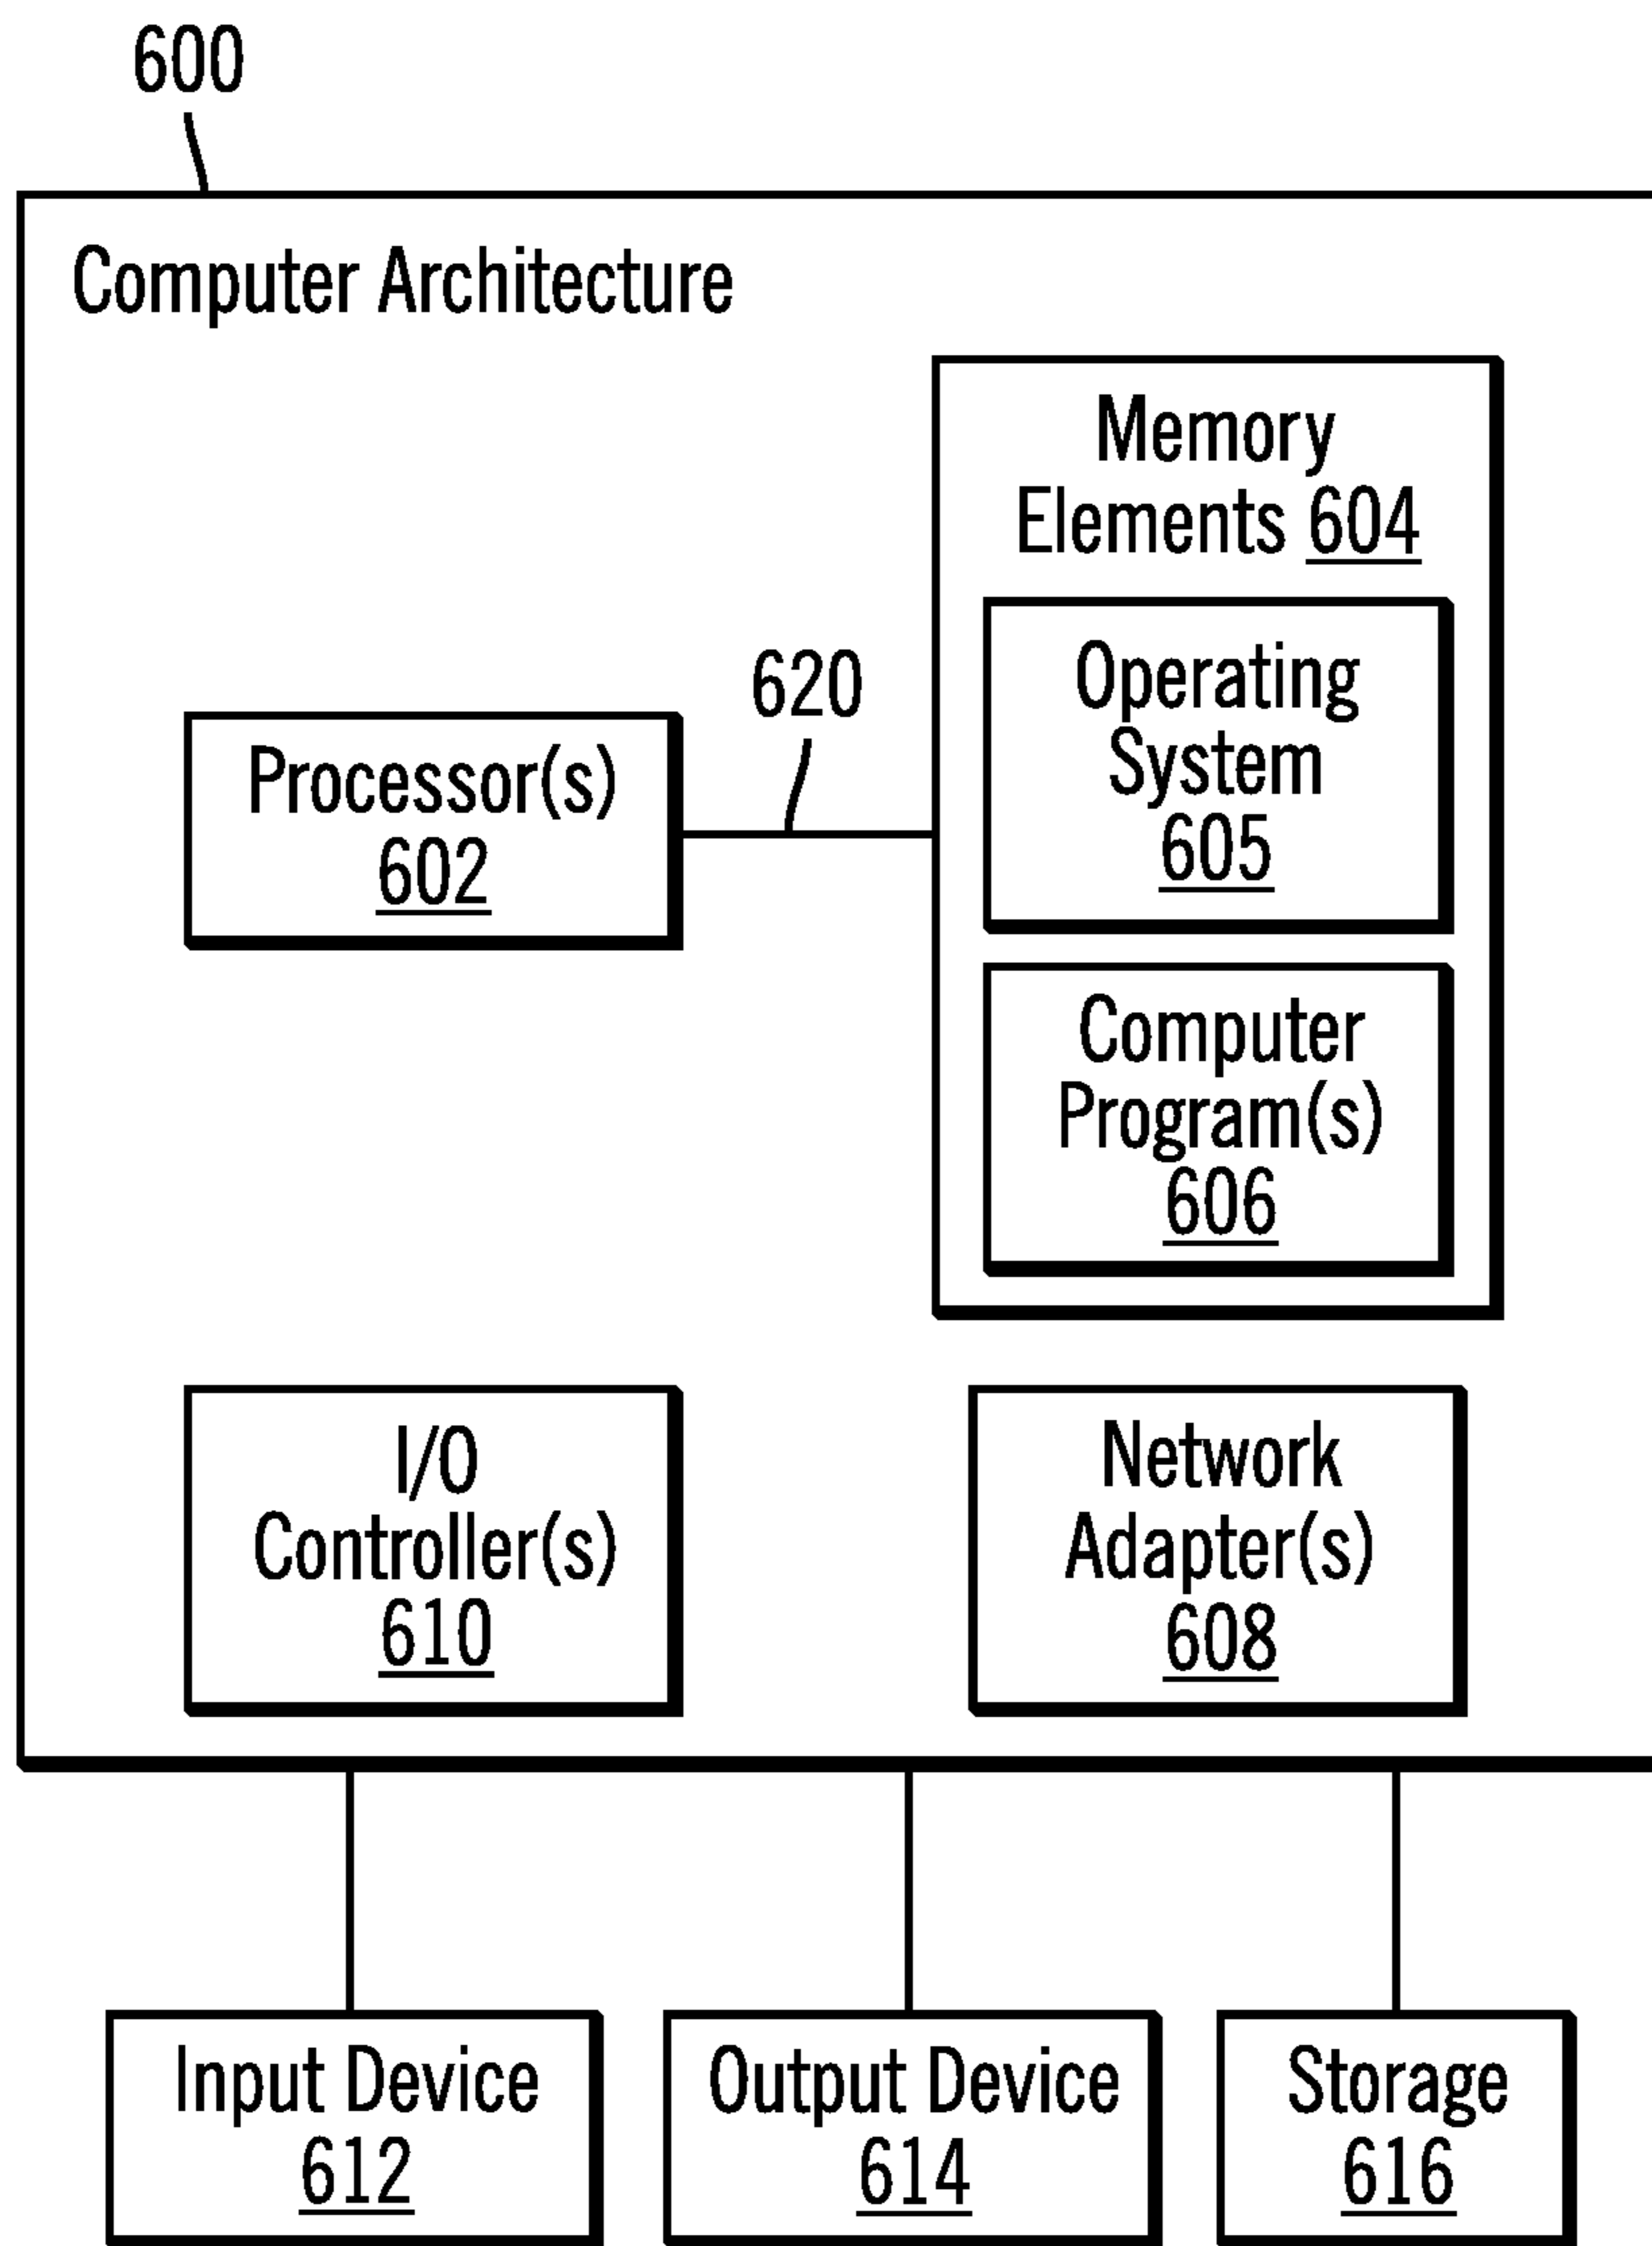 600
Computer Architecture
Memory
Elements 604
Operating
System
605
620
Processor(s)
602
Computer
Program(s)
606
I/O
Controller(s)
610
Network
Adapter(s)
608
Input Device
612
Output Device
614
Storage
616